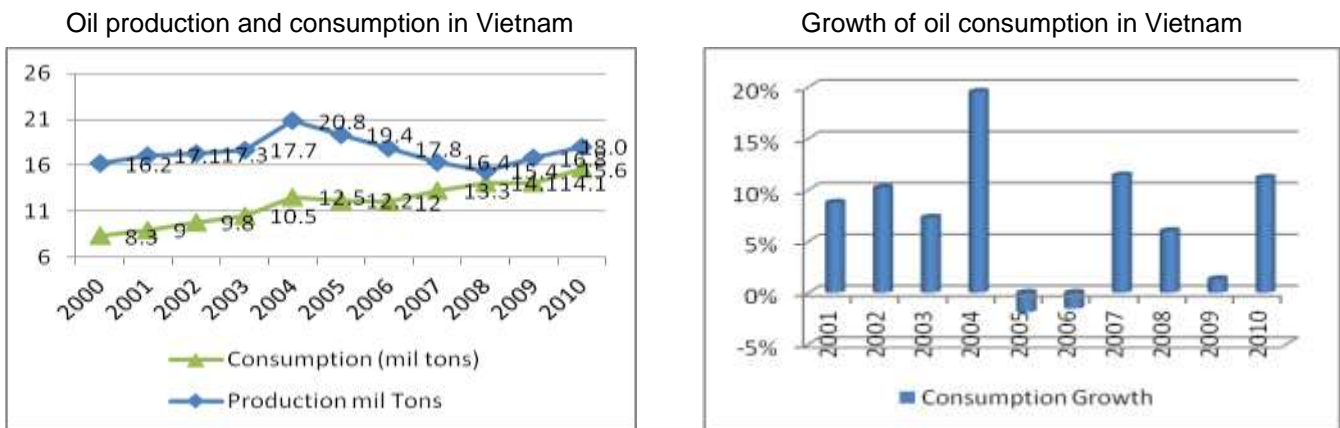 Oil production and consumption in Vietnam
26
21
16
11
6
16.2 17.1 17.3 17.7 20.8 19.4 17.8 16.4 15.4 16.8 18.0
8.3 9 9.8 10.5 12.5 12.2 12 13.3 14.1 14.1 15.6
2000 2001 2002 2003 2004 2005 2006 2007 2008 2009 2010
Consumption (mil tons)
Production mil Tons
Growth of oil consumption in Vietnam
20%
15%
10%
5%
0%
-5%
2001 2002 2003 2004 2005 2006 2007 2008 2009 2010
Consumption Growth